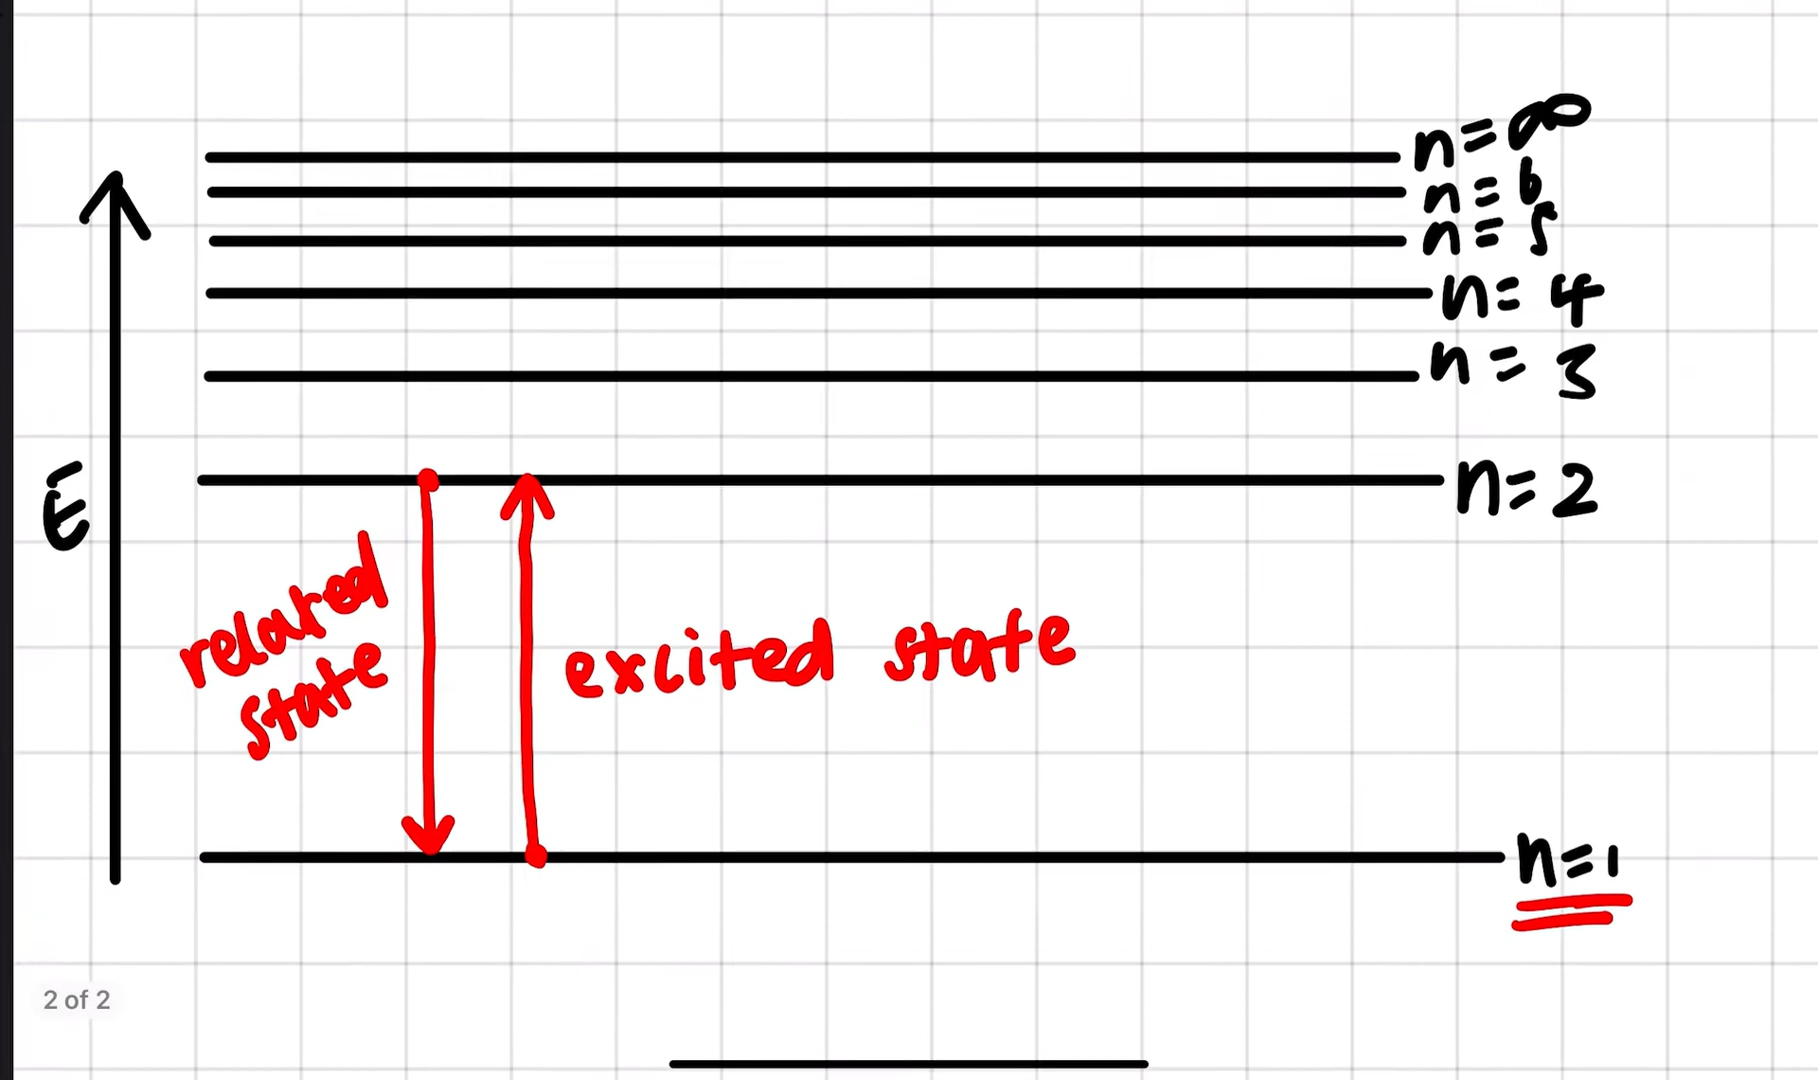 n=∞
n=6
n=5
n=4
n=3
E
n=2
relaxed
state
excited state
n=1
2 of 2